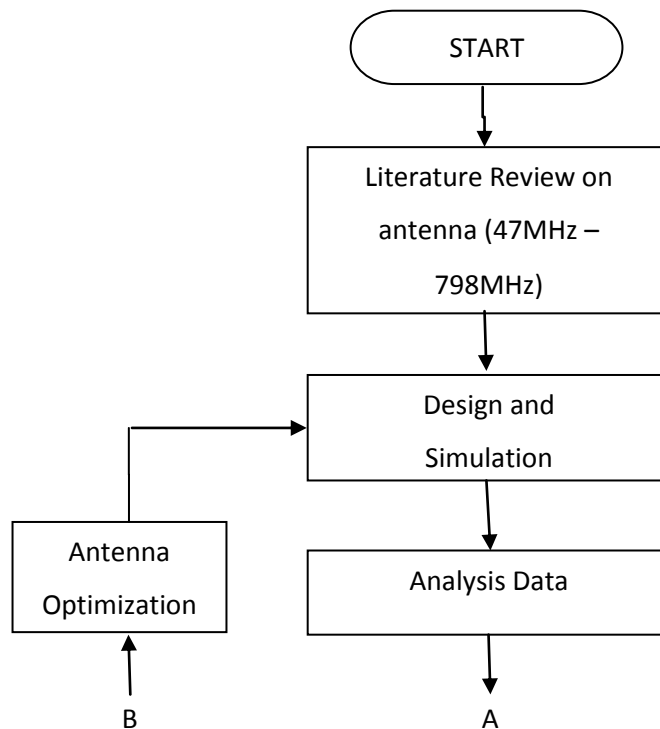 START
Literature Review on
antenna (47MHz –
798MHz)
Design and
Simulation
Antenna
Optimization
Analysis Data
B
A